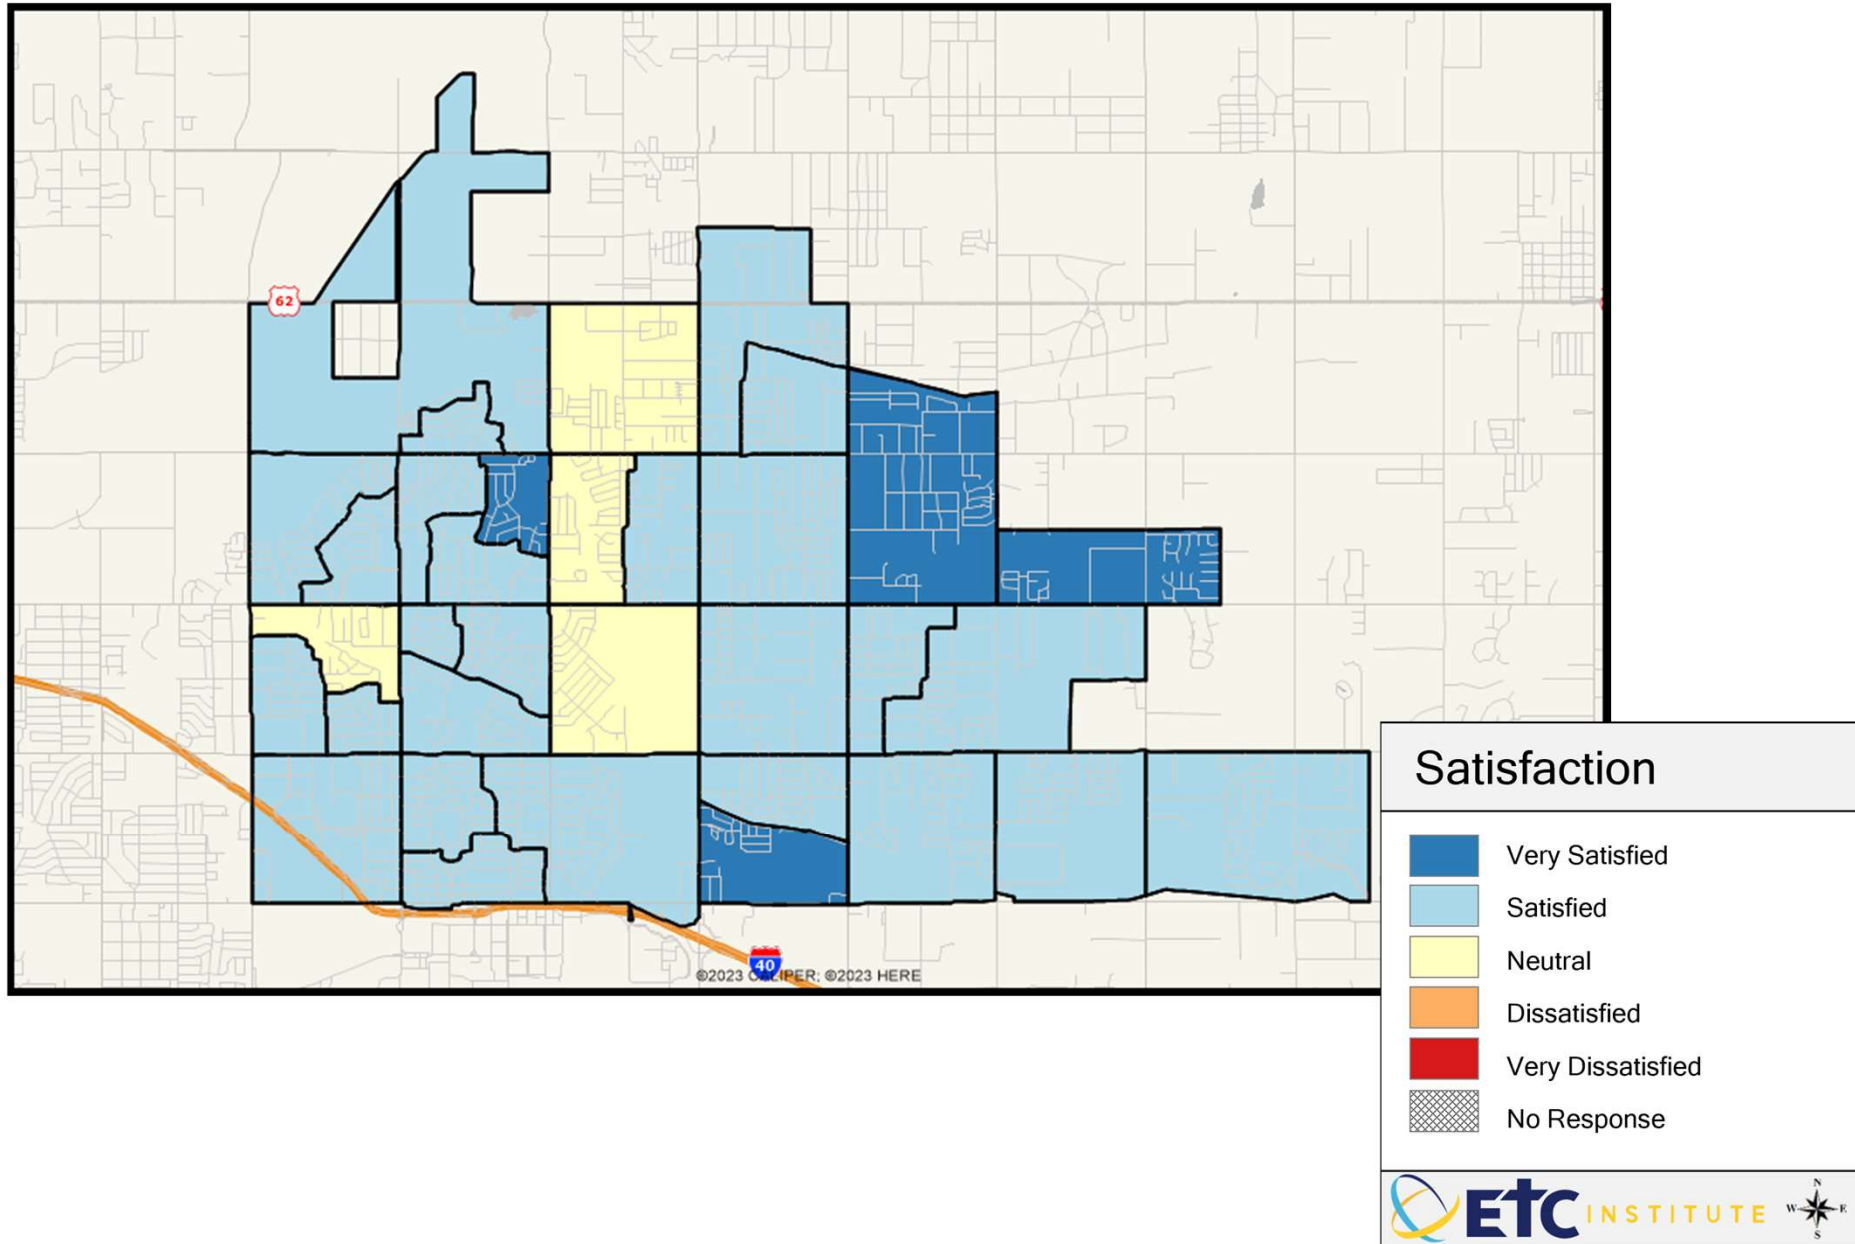 62
40
©2023 CALIPER; ©2023 HERE
Satisfaction
Very Satisfied
Satisfied
Neutral
Dissatisfied
Very Dissatisfied
No Response
ETC INSTITUTE
N
W E
S